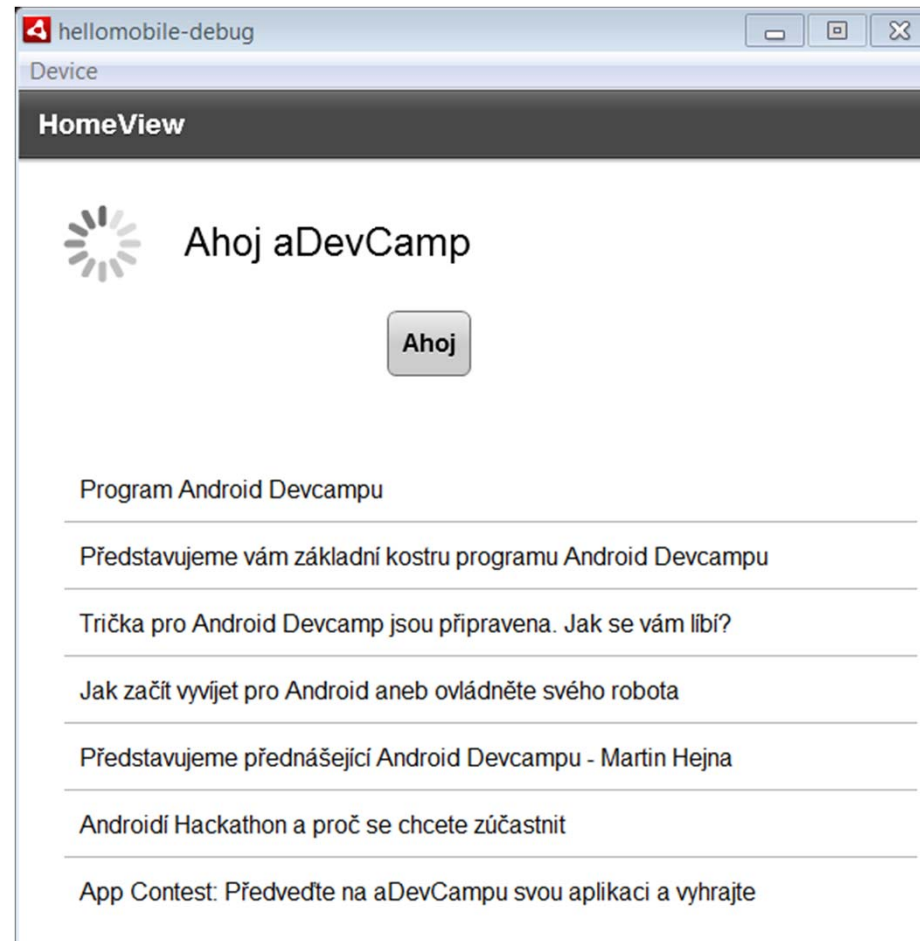 hellomobile-debug
Device
HomeView
Ahoj aDevCamp
Ahoj
Program Android Devcampu
Představujeme vám základní kostru programu Android Devcampu
Trička pro Android Devcamp jsou připravena. Jak se vám líbí?
Jak začít vyvíjet pro Android aneb ovládněte svého robota
Představujeme přednášející Android Devcampu - Martin Hejna
Androidí Hackathon a proč se chcete zúčastnit
App Contest: Předveďte na aDevCampu svou aplikaci a vyhrajte